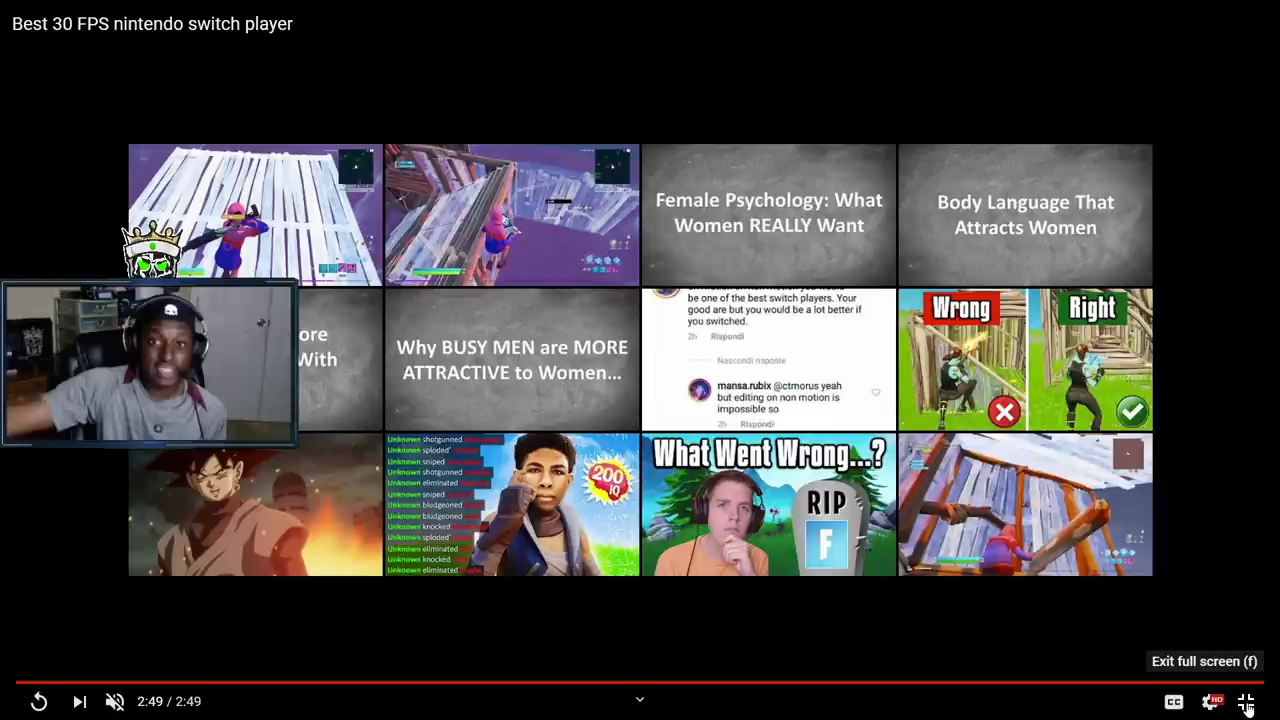 Best 30 FPS nintendo switch player
Female Psychology: What
Women REALLY Want
Body Language That
Attracts Women
ore
With
Why BUSY MEN are MORE
ATTRACTIVE to Women...
be one of the best switch players. Your
good are but you would be a lot better if
you switched.
2h Rispondi
Nascondi risposte
mansa.rubix @ctmorus yeah
but editing on non motion is
impossible so
2h Rispondi
Wrong
Right
Unknown shotgunned
Unknown sploded'
Unknown sniped
Unknown shotgunned
Unknown eliminated
Unknown sniped
Unknown bludgeoned
Unknown bludgeoned
Unknown knocked
Unknown sploded'
Unknown eliminated
Unknown knocked
Unknown eliminated
200
IQ
What Went Wrong...?
RIP
F
Exit full screen (f)
2:49 / 2:49
CC
HD